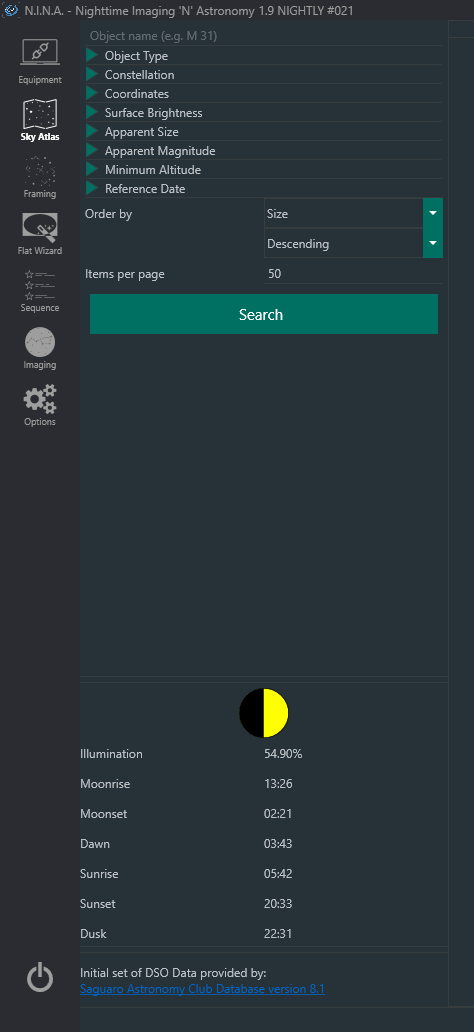 N.I.N.A. - Nighttime Imaging 'N' Astronomy 1.9 NIGHTLY #021
Equipment
Sky Atlas
Framing
Flat Wizard
Sequence
Imaging
Options
Object name (e.g. M 31)
Object Type
Constellation
Coordinates
Surface Brightness
Apparent Size
Apparent Magnitude
Minimum Altitude
Reference Date
Order by Size
Descending
Items per page 50
Search
Illumination 54.90%
Moonrise 13:26
Moonset 02:21
Dawn 03:43
Sunrise 05:42
Sunset 20:33
Dusk 22:31
Initial set of DSO Data provided by:
Saguaro Astronomy Club Database version 8.1